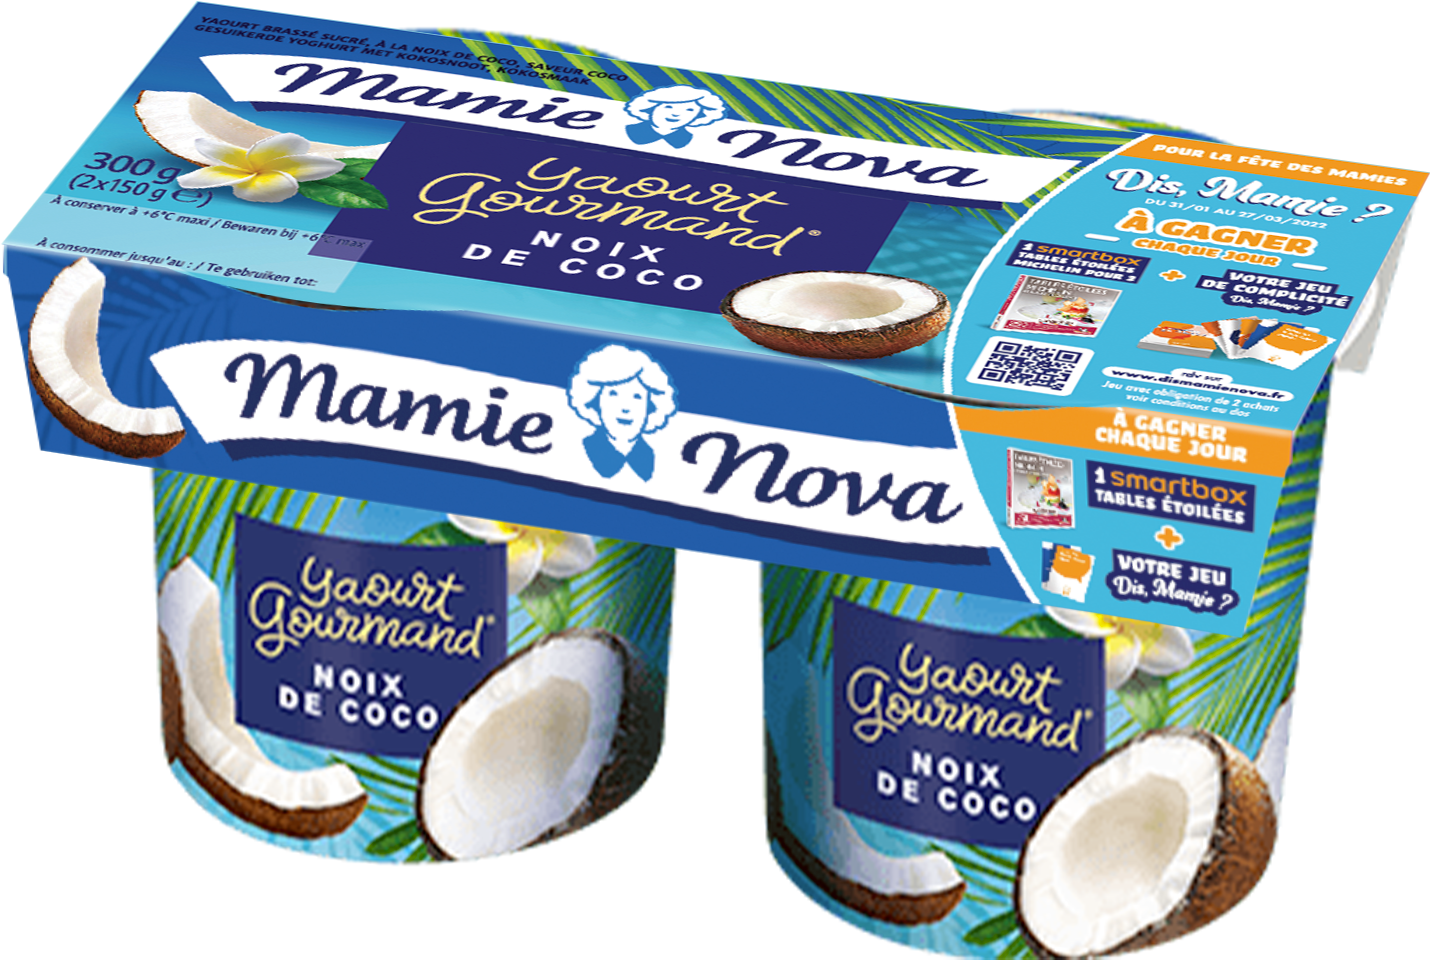 YAOURT BRASSÉ SUCRÉ, À LA NOIX DE COCO, SAVEUR COCO
GESUIKERDE YOGHURT MET KOKOSNOOT, KOKOSMAAK
Mamie Nova
Yaourt
Gourmand®
NOIX
DE COCO
300 g
(2x150 g e)
À conserver à +6°C maxi / Bewaren bij +6°C max
À consommer jusqu'au : / Te gebruiken tot:
POUR LA FÊTE DES MAMIES
Dis, Mamie ?
DU 31/01 AU 27/03/2022
À GAGNER
CHAQUE JOUR
1 smartbox
TABLES ÉTOILÉES
MICHELIN POUR 2
+
VOTRE JEU
DE COMPLICITÉ
Dis, Mamie ?
rdv sur
www.dismamienova.fr
Jeu avec obligation de 2 achats
voir conditions au dos
Mamie Nova
À GAGNER
CHAQUE JOUR
1 smartbox
TABLES ÉTOILÉES
+
VOTRE JEU
Dis, Mamie ?
Yaourt
Gourmand®
NOIX
DE COCO
Yaourt
Gourmand®
NOIX
DE COCO